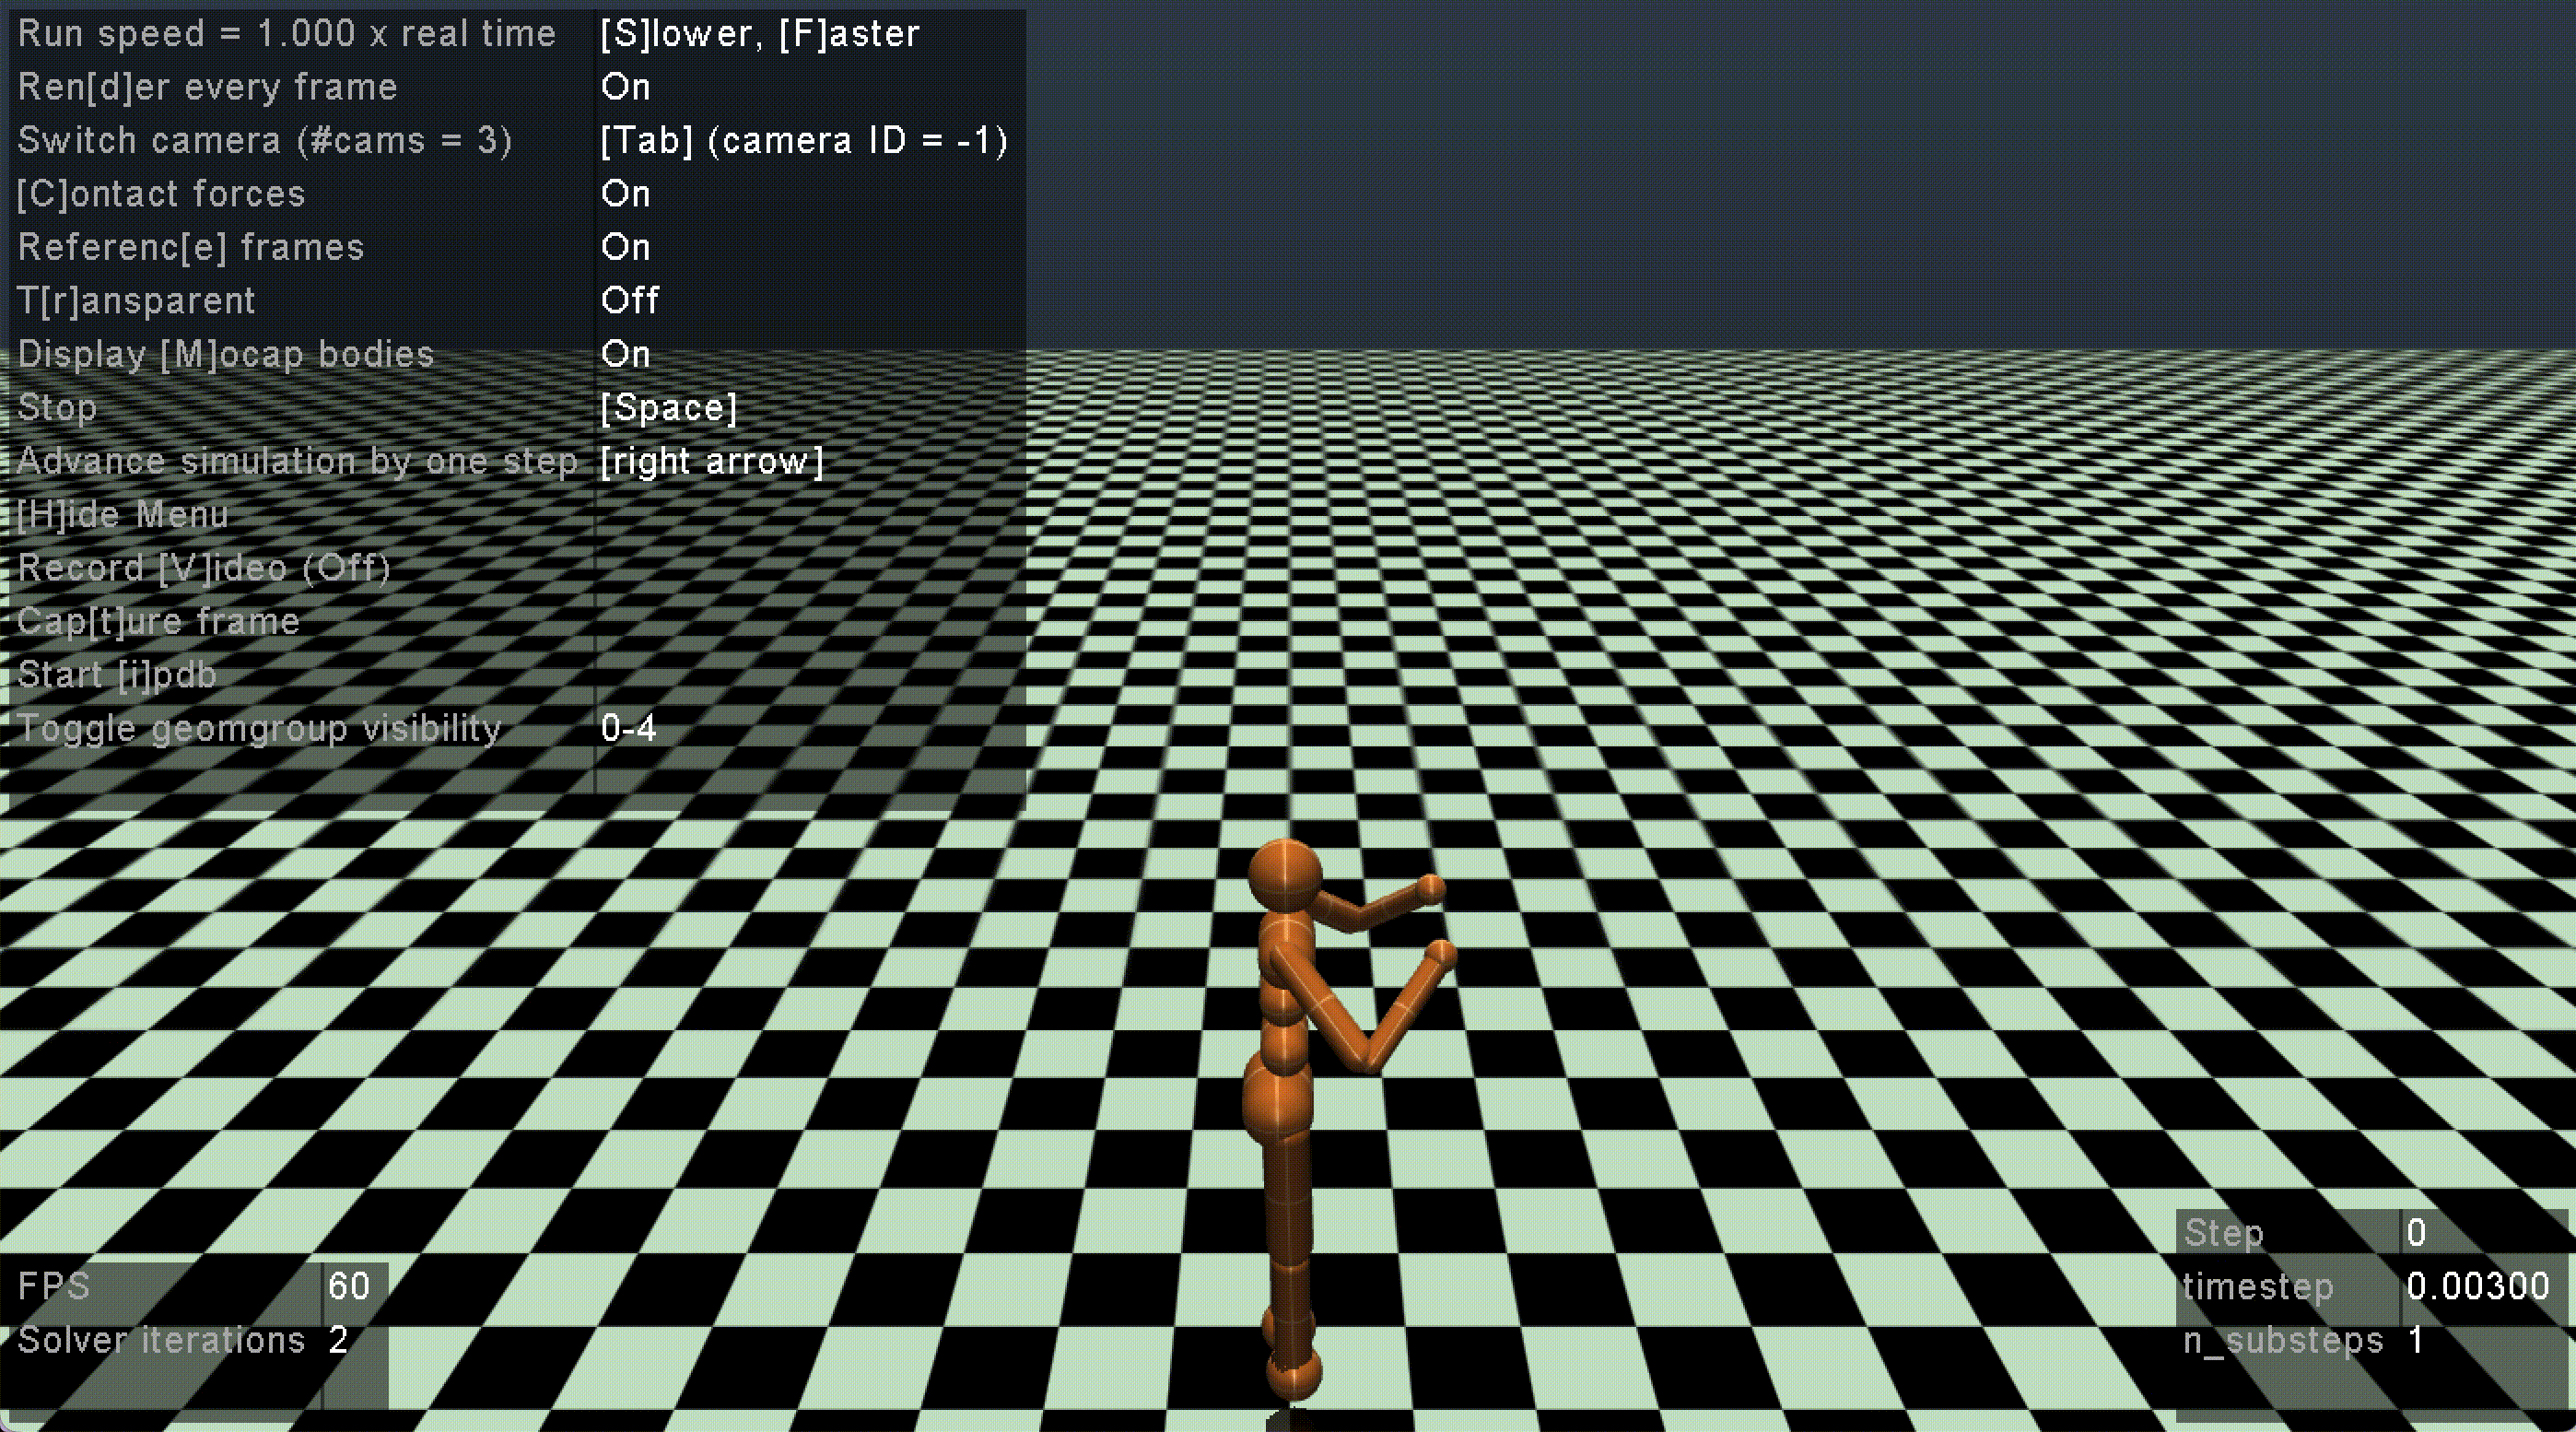 Run speed = 1.000 x real time [S]lower, [F]aster
Ren[d]er every frame On
Switch camera (#cams = 3) [Tab] (camera ID = -1)
[C]ontact forces On
Referenc[e] frames On
T[r]ansparent Off
Display [M]ocap bodies On
Stop [Space]
Advance simulation by one step [right arrow]
[H]ide Menu
Record [V]ideo (Off)
Cap[t]ure frame
Start [i]pdb
Toggle geomgroup visibility 0-4
FPS 60
Solver iterations 2
Step 0
timestep 0.00300
n_substeps 1